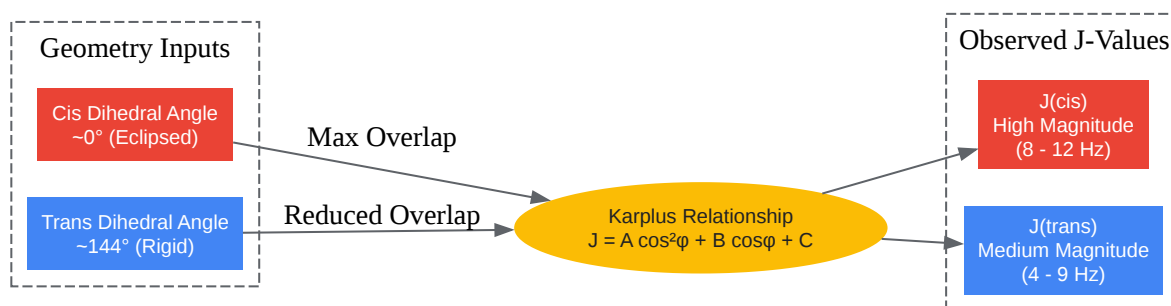 Geometry Inputs
Cis Dihedral Angle
~0° (Eclipsed)
Trans Dihedral Angle
~144° (Rigid)
Max Overlap
Reduced Overlap
Karplus Relationship
J = A cos²φ + B cosφ + C
Observed J-Values
J(cis)
High Magnitude
(8 - 12 Hz)
J(trans)
Medium Magnitude
(4 - 9 Hz)